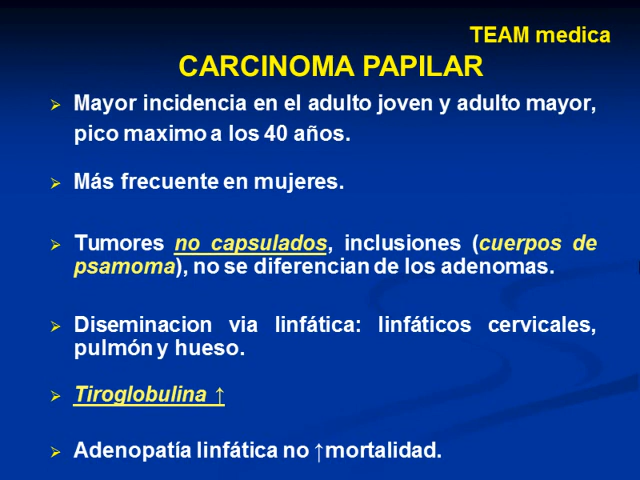 TEAM medica
CARCINOMA PAPILAR
➢ Mayor incidencia en el adulto joven y adulto mayor,
pico maximo a los 40 años.
➢ Más frecuente en mujeres.
➢ Tumores no capsulados, inclusiones (cuerpos de
psamoma), no se diferencian de los adenomas.
➢ Diseminacion via linfática: linfáticos cervicales,
pulmón y hueso.
➢ Tiroglobulina ↑
➢ Adenopatía linfática no ↑mortalidad.